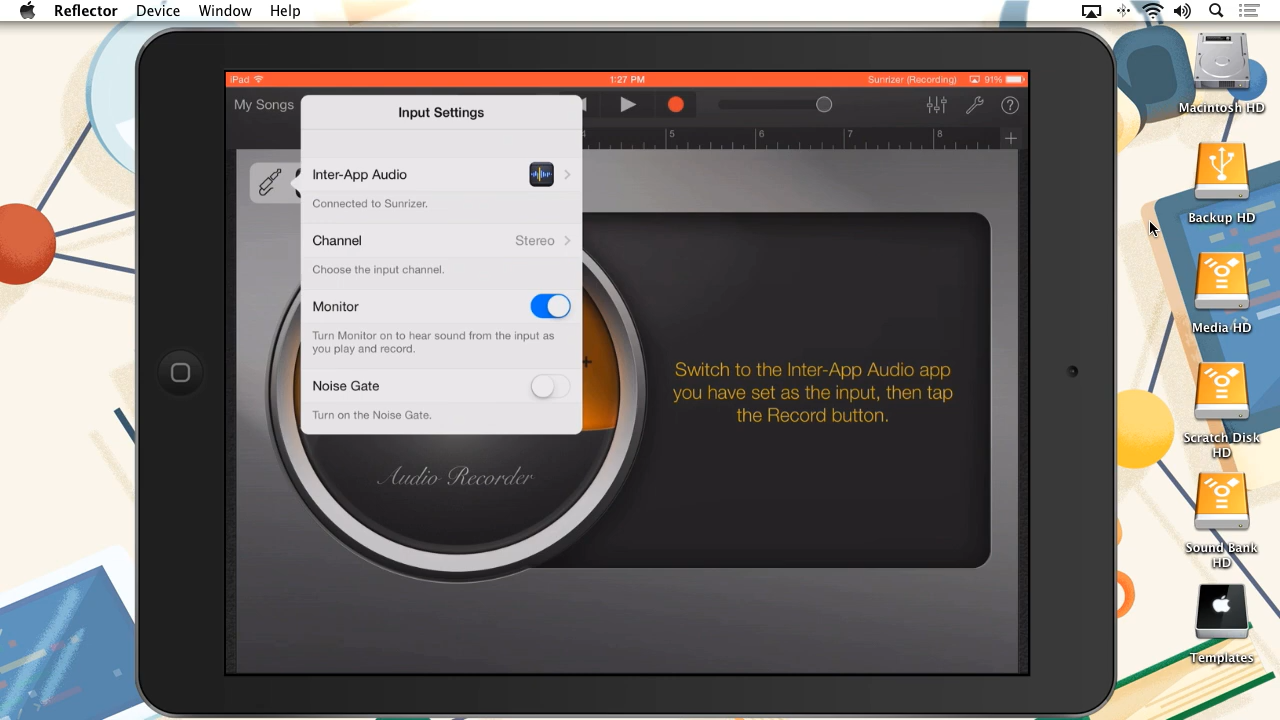 Reflector Device Window Help
iPad 1:27 PM Sunrizer (Recording) 91%
My Songs
Input Settings
4 5 6 7 8 +
Inter-App Audio
Connected to Sunrizer.
Channel Stereo
Choose the input channel.
Monitor
Turn Monitor on to hear sound from the input as
you play and record.
Noise Gate
Turn on the Noise Gate.
Audio Recorder
Switch to the Inter-App Audio app
you have set as the input, then tap
the Record button.
Macintosh HD
Backup HD
Media HD
Scratch Disk
HD
Sound Bank
HD
Templates